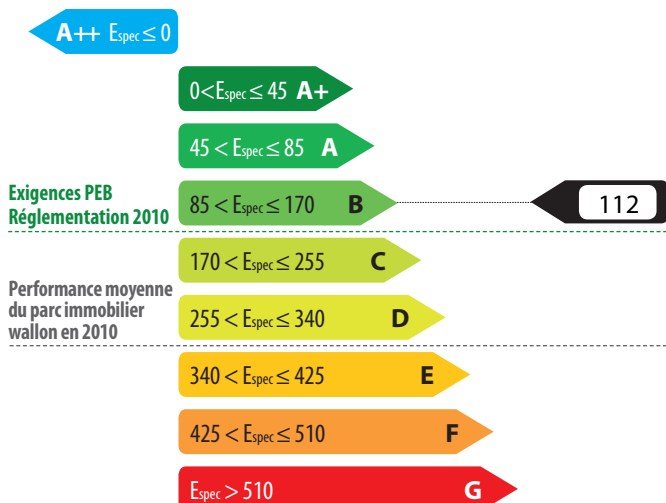 A++ Espec ≤ 0
0<Espec ≤ 45 A+
45 < Espec ≤ 85 A
Exigences PEB
Réglementation 2010
85 < Espec ≤ 170 B
112
170 < Espec ≤ 255 C
Performance moyenne
du parc immobilier
wallon en 2010
255 < Espec ≤ 340 D
340 < Espec ≤ 425 E
425 < Espec ≤ 510 F
Espec > 510 G